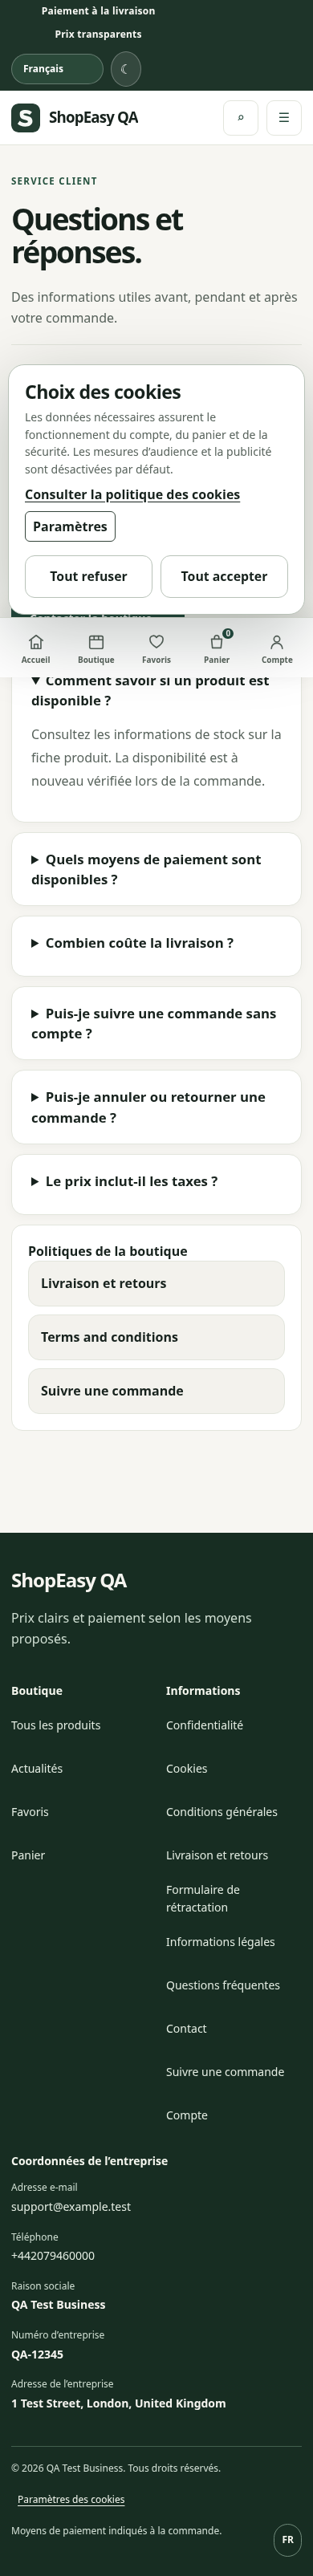 Paiement à la livraison
Prix transparents
Français
S ShopEasy QA
SERVICE CLIENT
Questions et
réponses.
Des informations utiles avant, pendant et après
votre commande.
Choix des cookies
Les données nécessaires assurent le
fonctionnement du compte, du panier et de la
sécurité. Les mesures d’audience et la publicité
sont désactivées par défaut.
Consulter la politique des cookies
Paramètres
Tout refuser
Tout accepter
0
Accueil
Boutique
Favoris
Panier
Compte
Comment savoir si un produit est
disponible ?
Consultez les informations de stock sur la
fiche produit. La disponibilité est à
nouveau vérifiée lors de la commande.
Quels moyens de paiement sont
disponibles ?
Combien coûte la livraison ?
Puis-je suivre une commande sans
compte ?
Puis-je annuler ou retourner une
commande ?
Le prix inclut-il les taxes ?
Politiques de la boutique
Livraison et retours
Terms and conditions
Suivre une commande
ShopEasy QA
Prix clairs et paiement selon les moyens
proposés.
Boutique
Tous les produits
Actualités
Favoris
Panier
Informations
Confidentialité
Cookies
Conditions générales
Livraison et retours
Formulaire de
rétractation
Informations légales
Questions fréquentes
Contact
Suivre une commande
Compte
Coordonnées de l’entreprise
Adresse e-mail
support@example.test
Téléphone
+442079460000
Raison sociale
QA Test Business
Numéro d’entreprise
QA-12345
Adresse de l’entreprise
1 Test Street, London, United Kingdom
© 2026 QA Test Business. Tous droits réservés.
Paramètres des cookies
Moyens de paiement indiqués à la commande.
FR